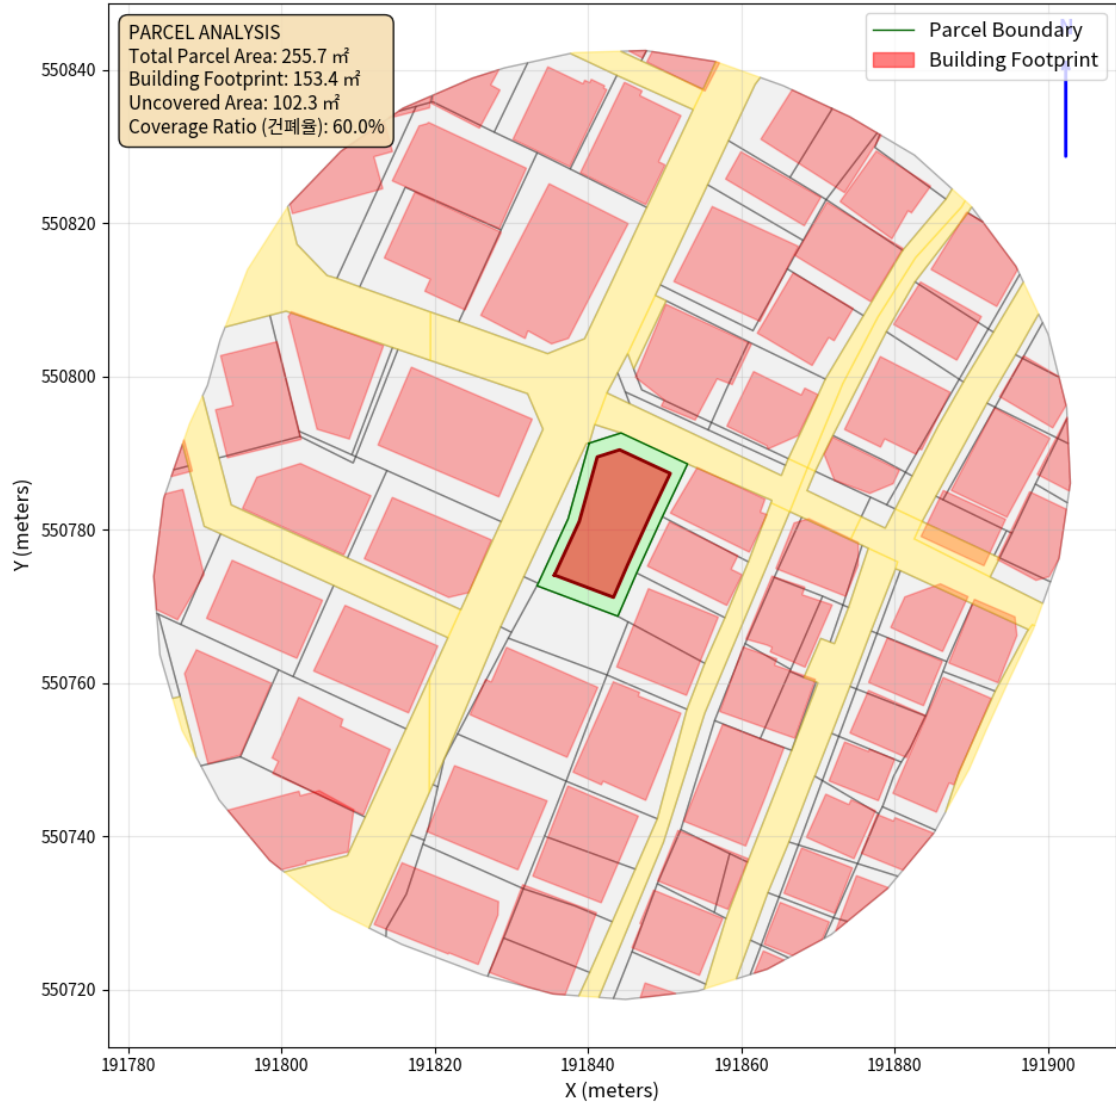 PARCEL ANALYSIS
Total Parcel Area: 255.7 ㎡
Building Footprint: 153.4 ㎡
Uncovered Area: 102.3 ㎡
Coverage Ratio (건폐율): 60.0%
N
Parcel Boundary
Building Footprint
550840
550820
550800
550780
550760
550740
550720
Y (meters)
191780 191800 191820 191840 191860 191880 191900
X (meters)